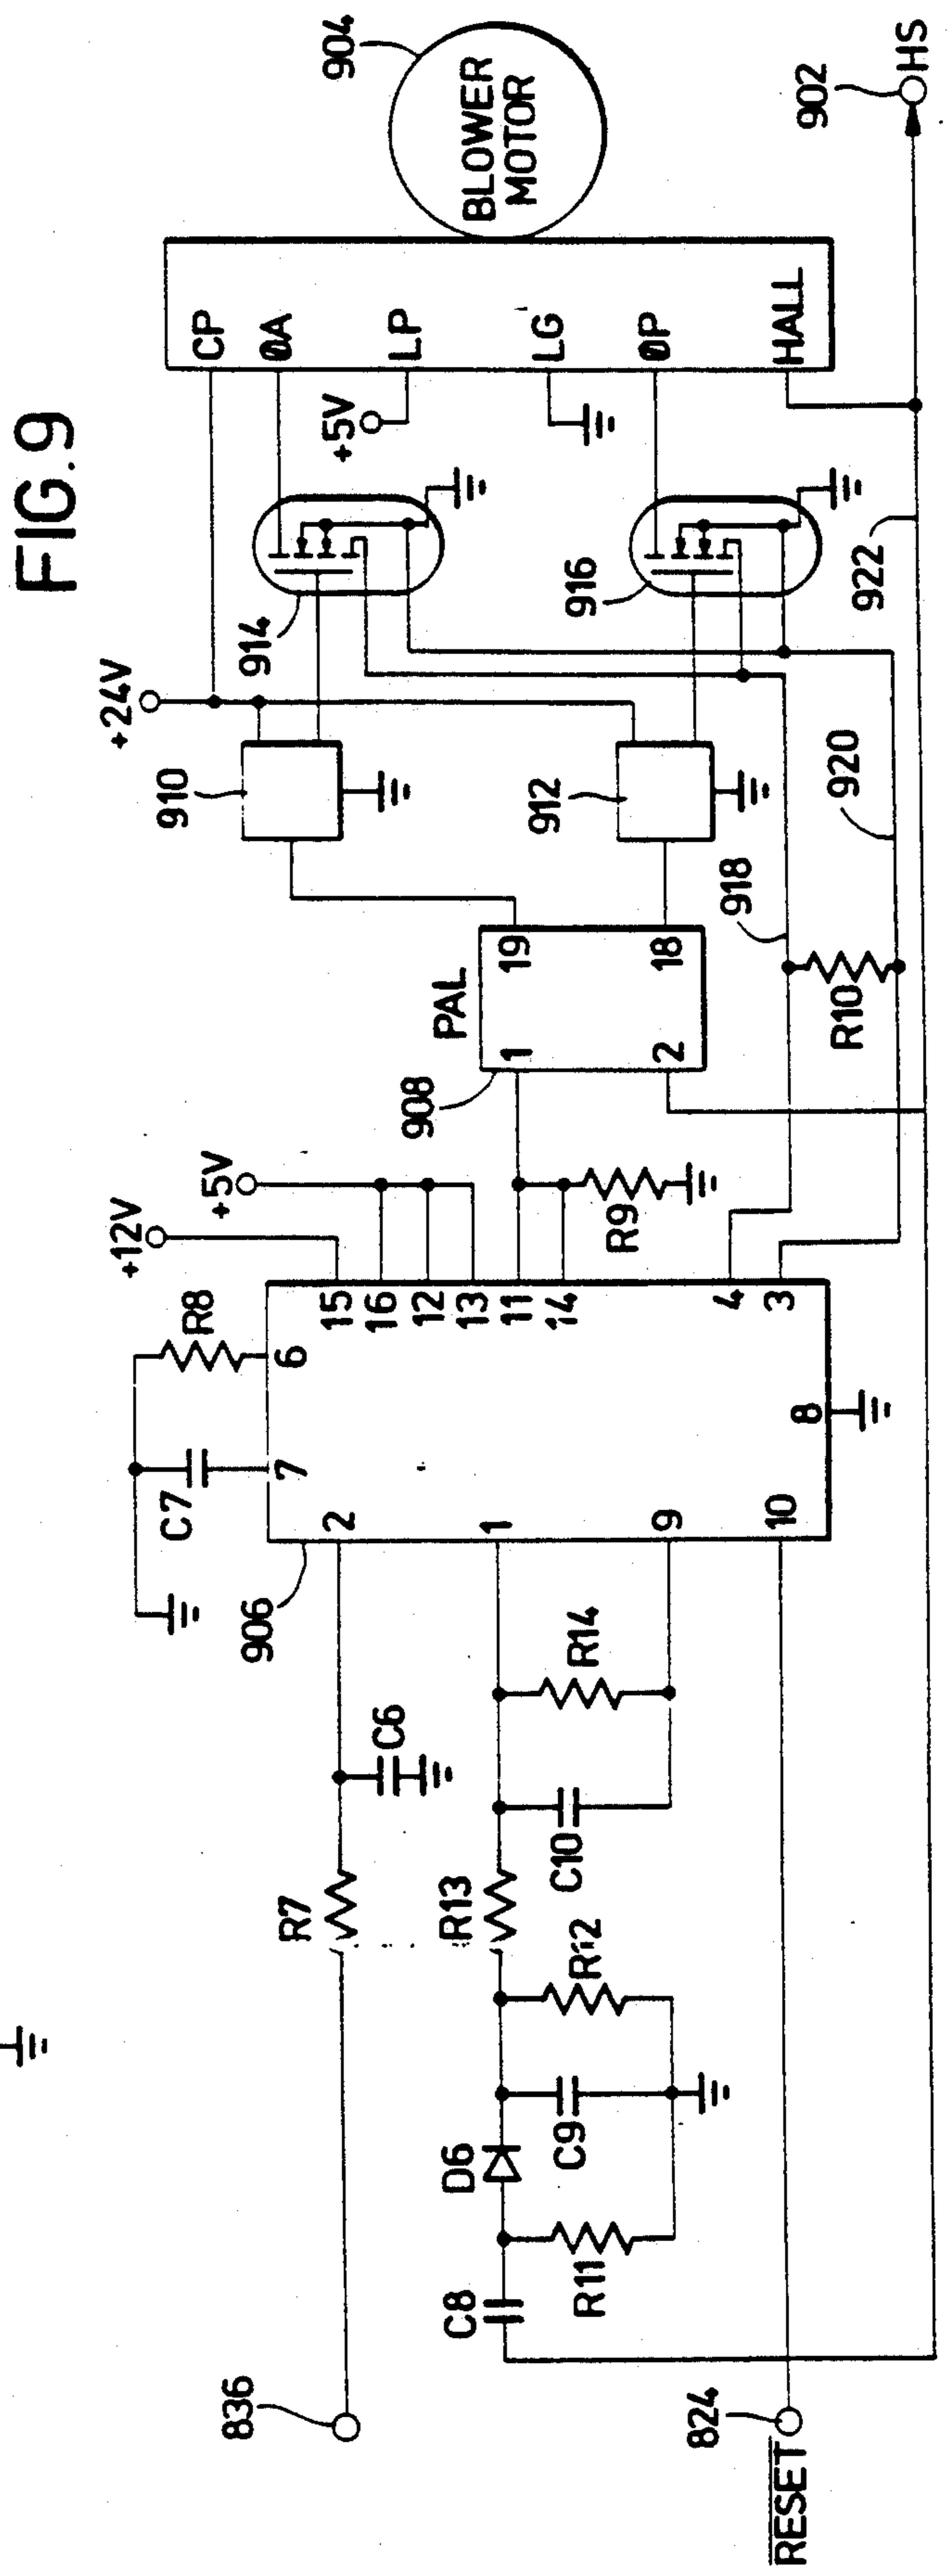 FIG.9
+24V
+12V
+5V
+5V
904
BLOWER
MOTOR
CP
ØA
LP
LG
ØP
HALL
902
HS
914
916
910
912
922
920
918
R10
PAL
908
1
2
19
18
R9
R8
C7
906
6
7
15
16
12
13
11
14
4
3
8
2
1
9
10
C6
R7
R14
C10
R13
R12
C9
D6
R11
C8
836
824
RESET